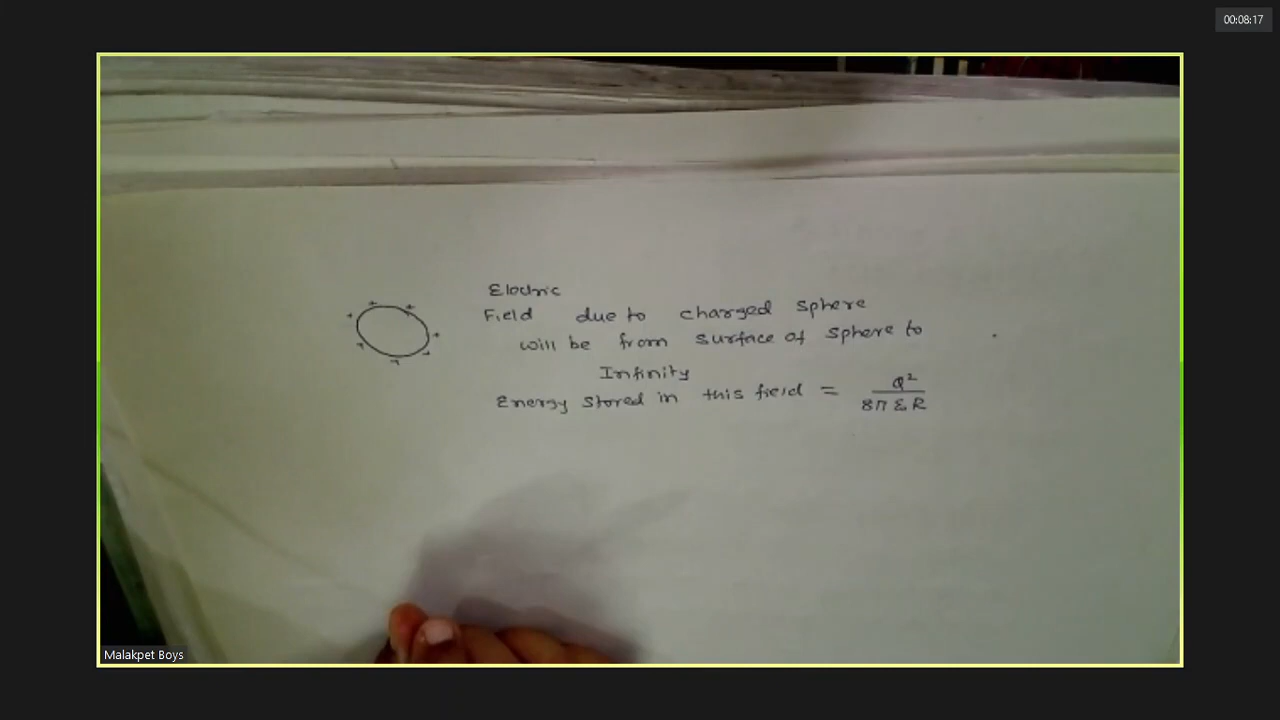 00:08:17
Electric
Field due to charged sphere
will be from surface of sphere to
Infinity
Energy stored in this field = Q²/8π ε R
+ + + + + + + +
Malakpet Boys